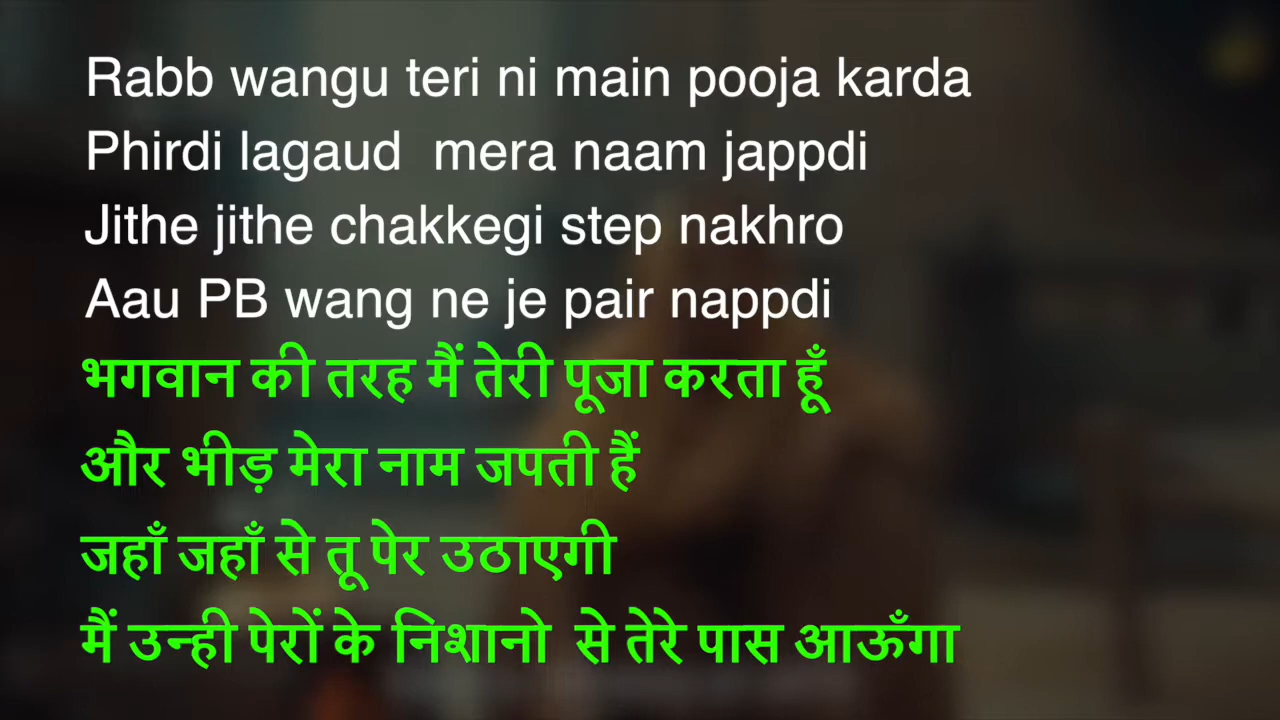 Rabb wangu teri ni main pooja karda
Phirdi lagaud  mera naam jappdi
Jithe jithe chakkegi step nakhro
Aau PB wang ne je pair nappdi
भगवान की तरह मैं तेरी पूजा करता हूँ
और भीड़ मेरा नाम जपती हैं
जहाँ जहाँ से तू पेर उठाएगी
मैं उन्ही पेरों के निशानो  से तेरे पास आऊँगा